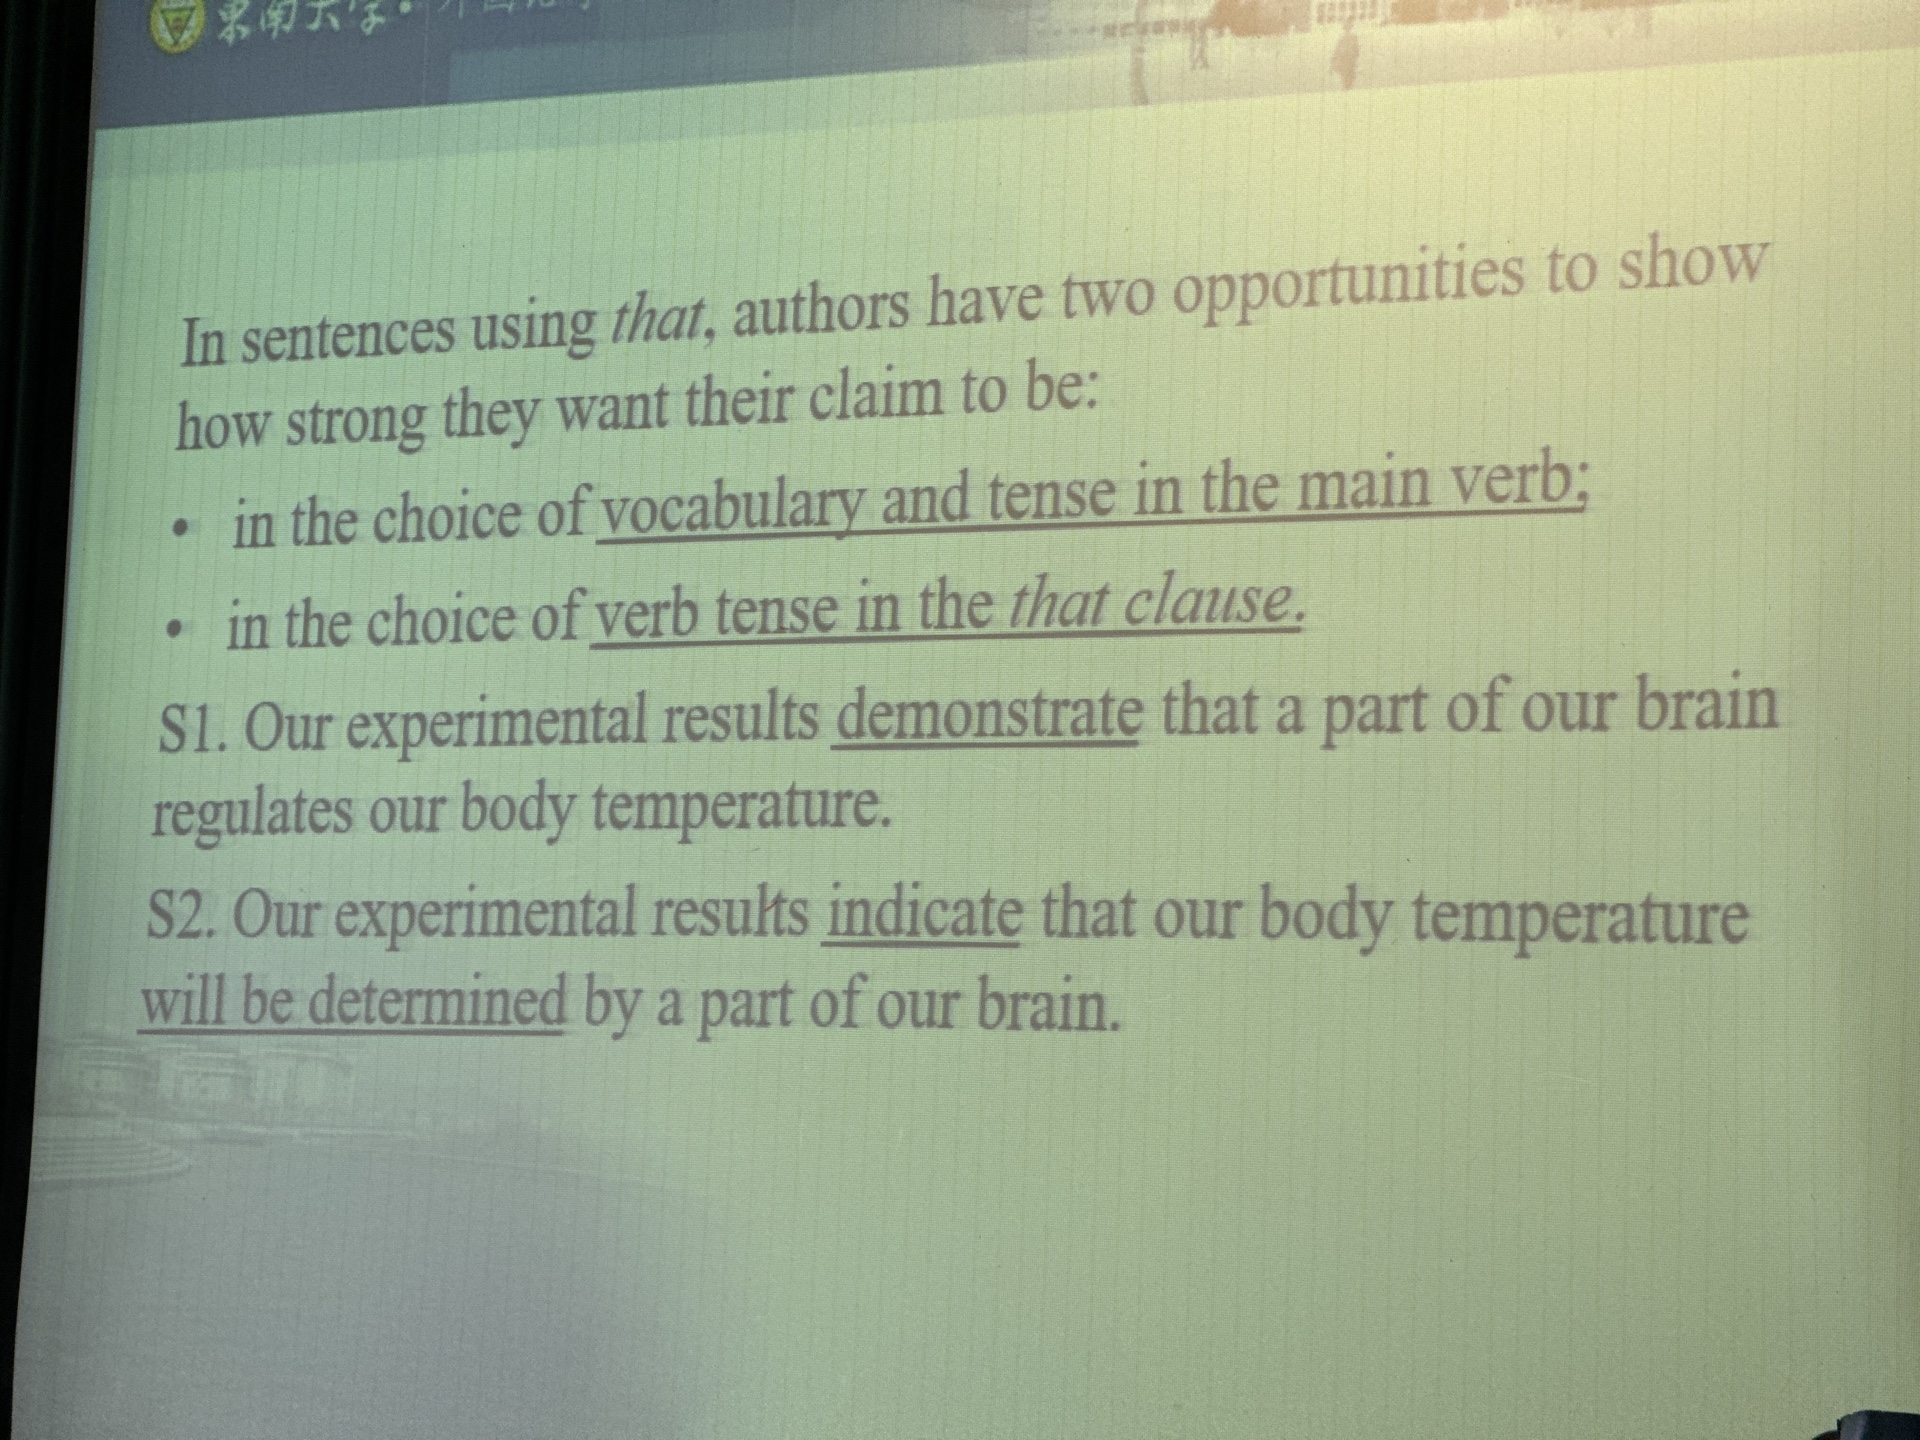 東南大学·
In sentences using that, authors have two opportunities to show
how strong they want their claim to be:
• in the choice of vocabulary and tense in the main verb;
• in the choice of verb tense in the that clause.
S1. Our experimental results demonstrate that a part of our brain
regulates our body temperature.
S2. Our experimental results indicate that our body temperature
will be determined by a part of our brain.